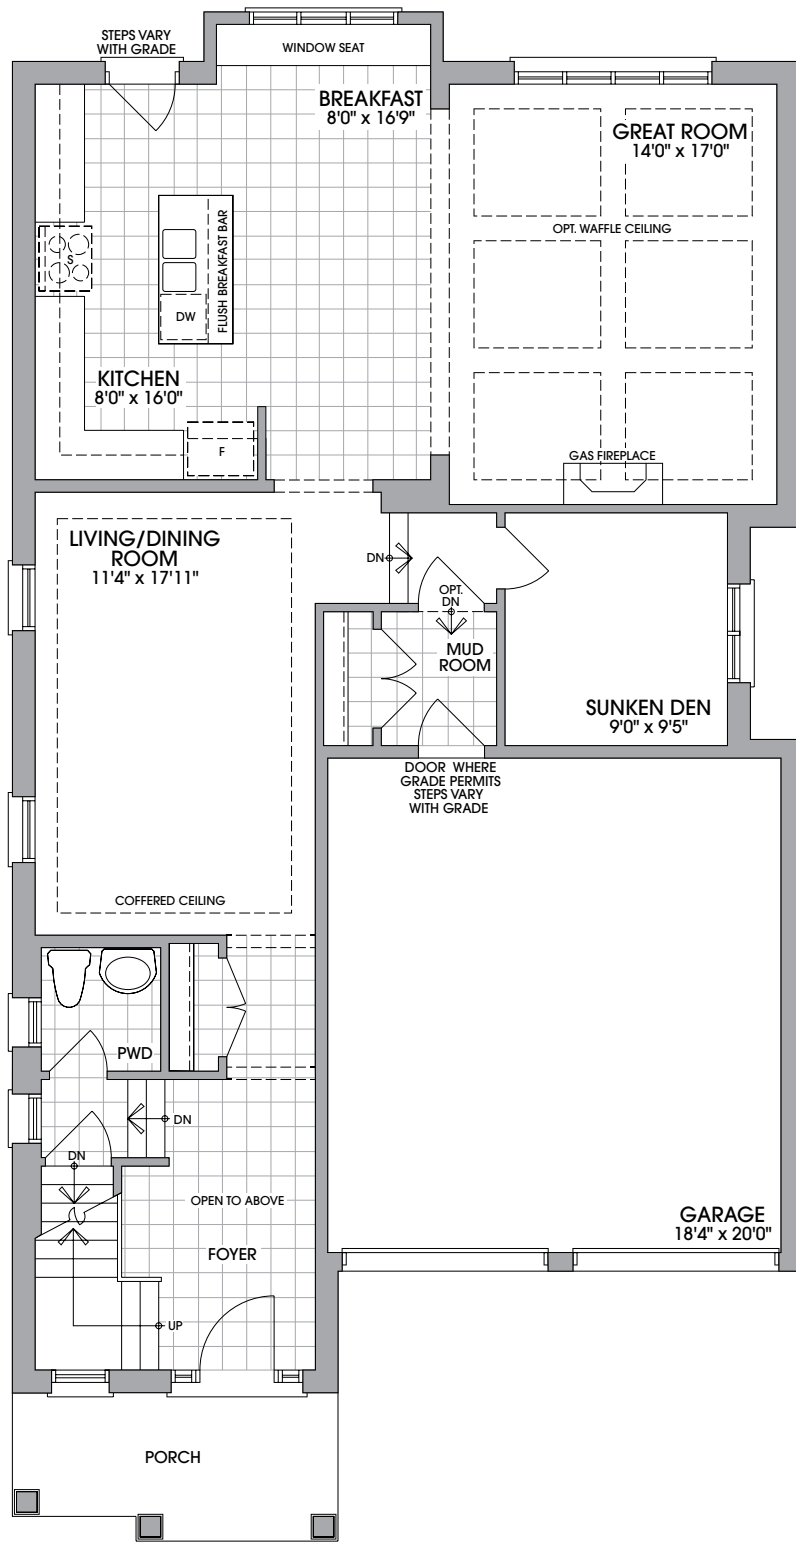 STEPS VARY
WITH GRADE
WINDOW SEAT
BREAKFAST
8'0" x 16'9"
GREAT ROOM
14'0" x 17'0"
OPT. WAFFLE CEILING
S
FLUSH BREAKFAST BAR
DW
KITCHEN
8'0" x 16'0"
F
GAS FIREPLACE
LIVING/DINING
ROOM
11'4" x 17'11"
DN
OPT.
DN
MUD
ROOM
SUNKEN DEN
9'0" x 9'5"
DOOR WHERE
GRADE PERMITS
STEPS VARY
WITH GRADE
COFFERED CEILING
PWD
DN
DN
OPEN TO ABOVE
FOYER
UP
GARAGE
18'4" x 20'0"
PORCH